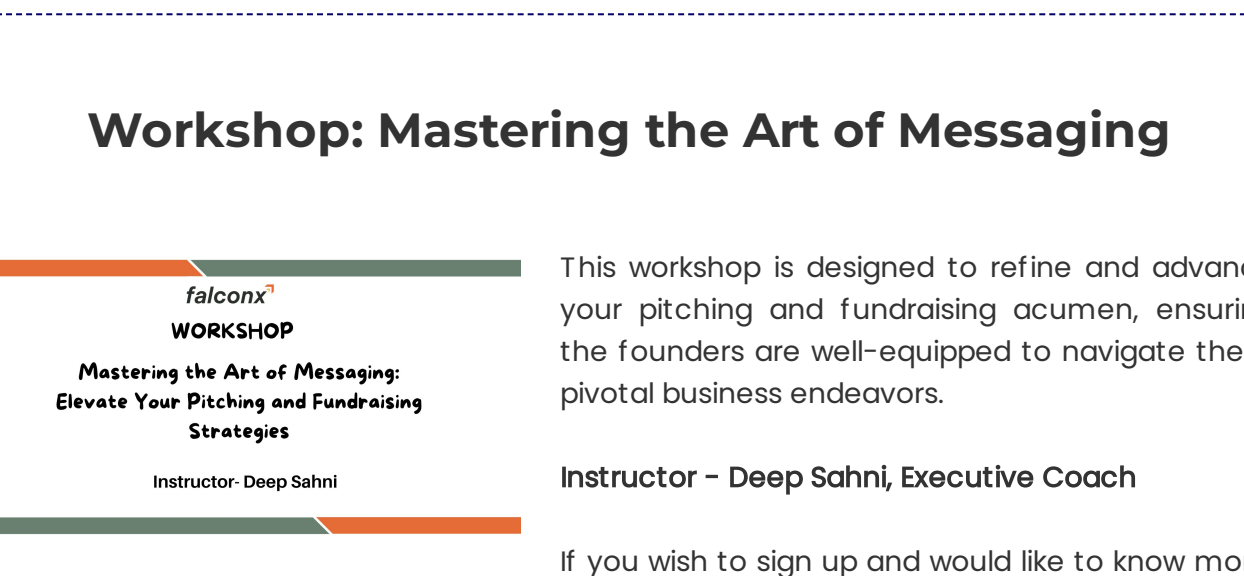 Workshop: Mastering the Art of Messaging
falconx
WORKSHOP
Mastering the Art of Messaging:
Elevate Your Pitching and Fundraising
Strategies
Instructor- Deep Sahni
This workshop is designed to refine and
your pitching and fundraising acumen,
the founders are well-equipped to navigate the
pivotal business endeavors.
Instructor - Deep Sahni, Executive Coach
If you wish to sign up and would like to know